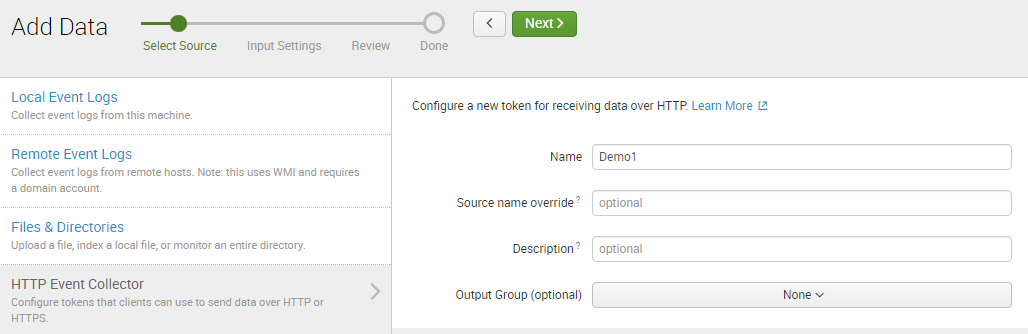 Add Data
Select Source
Input Settings
Review
Done
<
Next >
Local Event Logs
Collect event logs from this machine.
Remote Event Logs
Collect event logs from remote hosts. Note: this uses WMI and requires
a domain account.
Files & Directories
Upload a file, index a local file, or monitor an entire directory.
HTTP Event Collector
Configure tokens that clients can use to send data over HTTP or
HTTPS.
Configure a new token for receiving data over HTTP. Learn More
Name Demo1
Source name override ? optional
Description ? optional
Output Group (optional) None